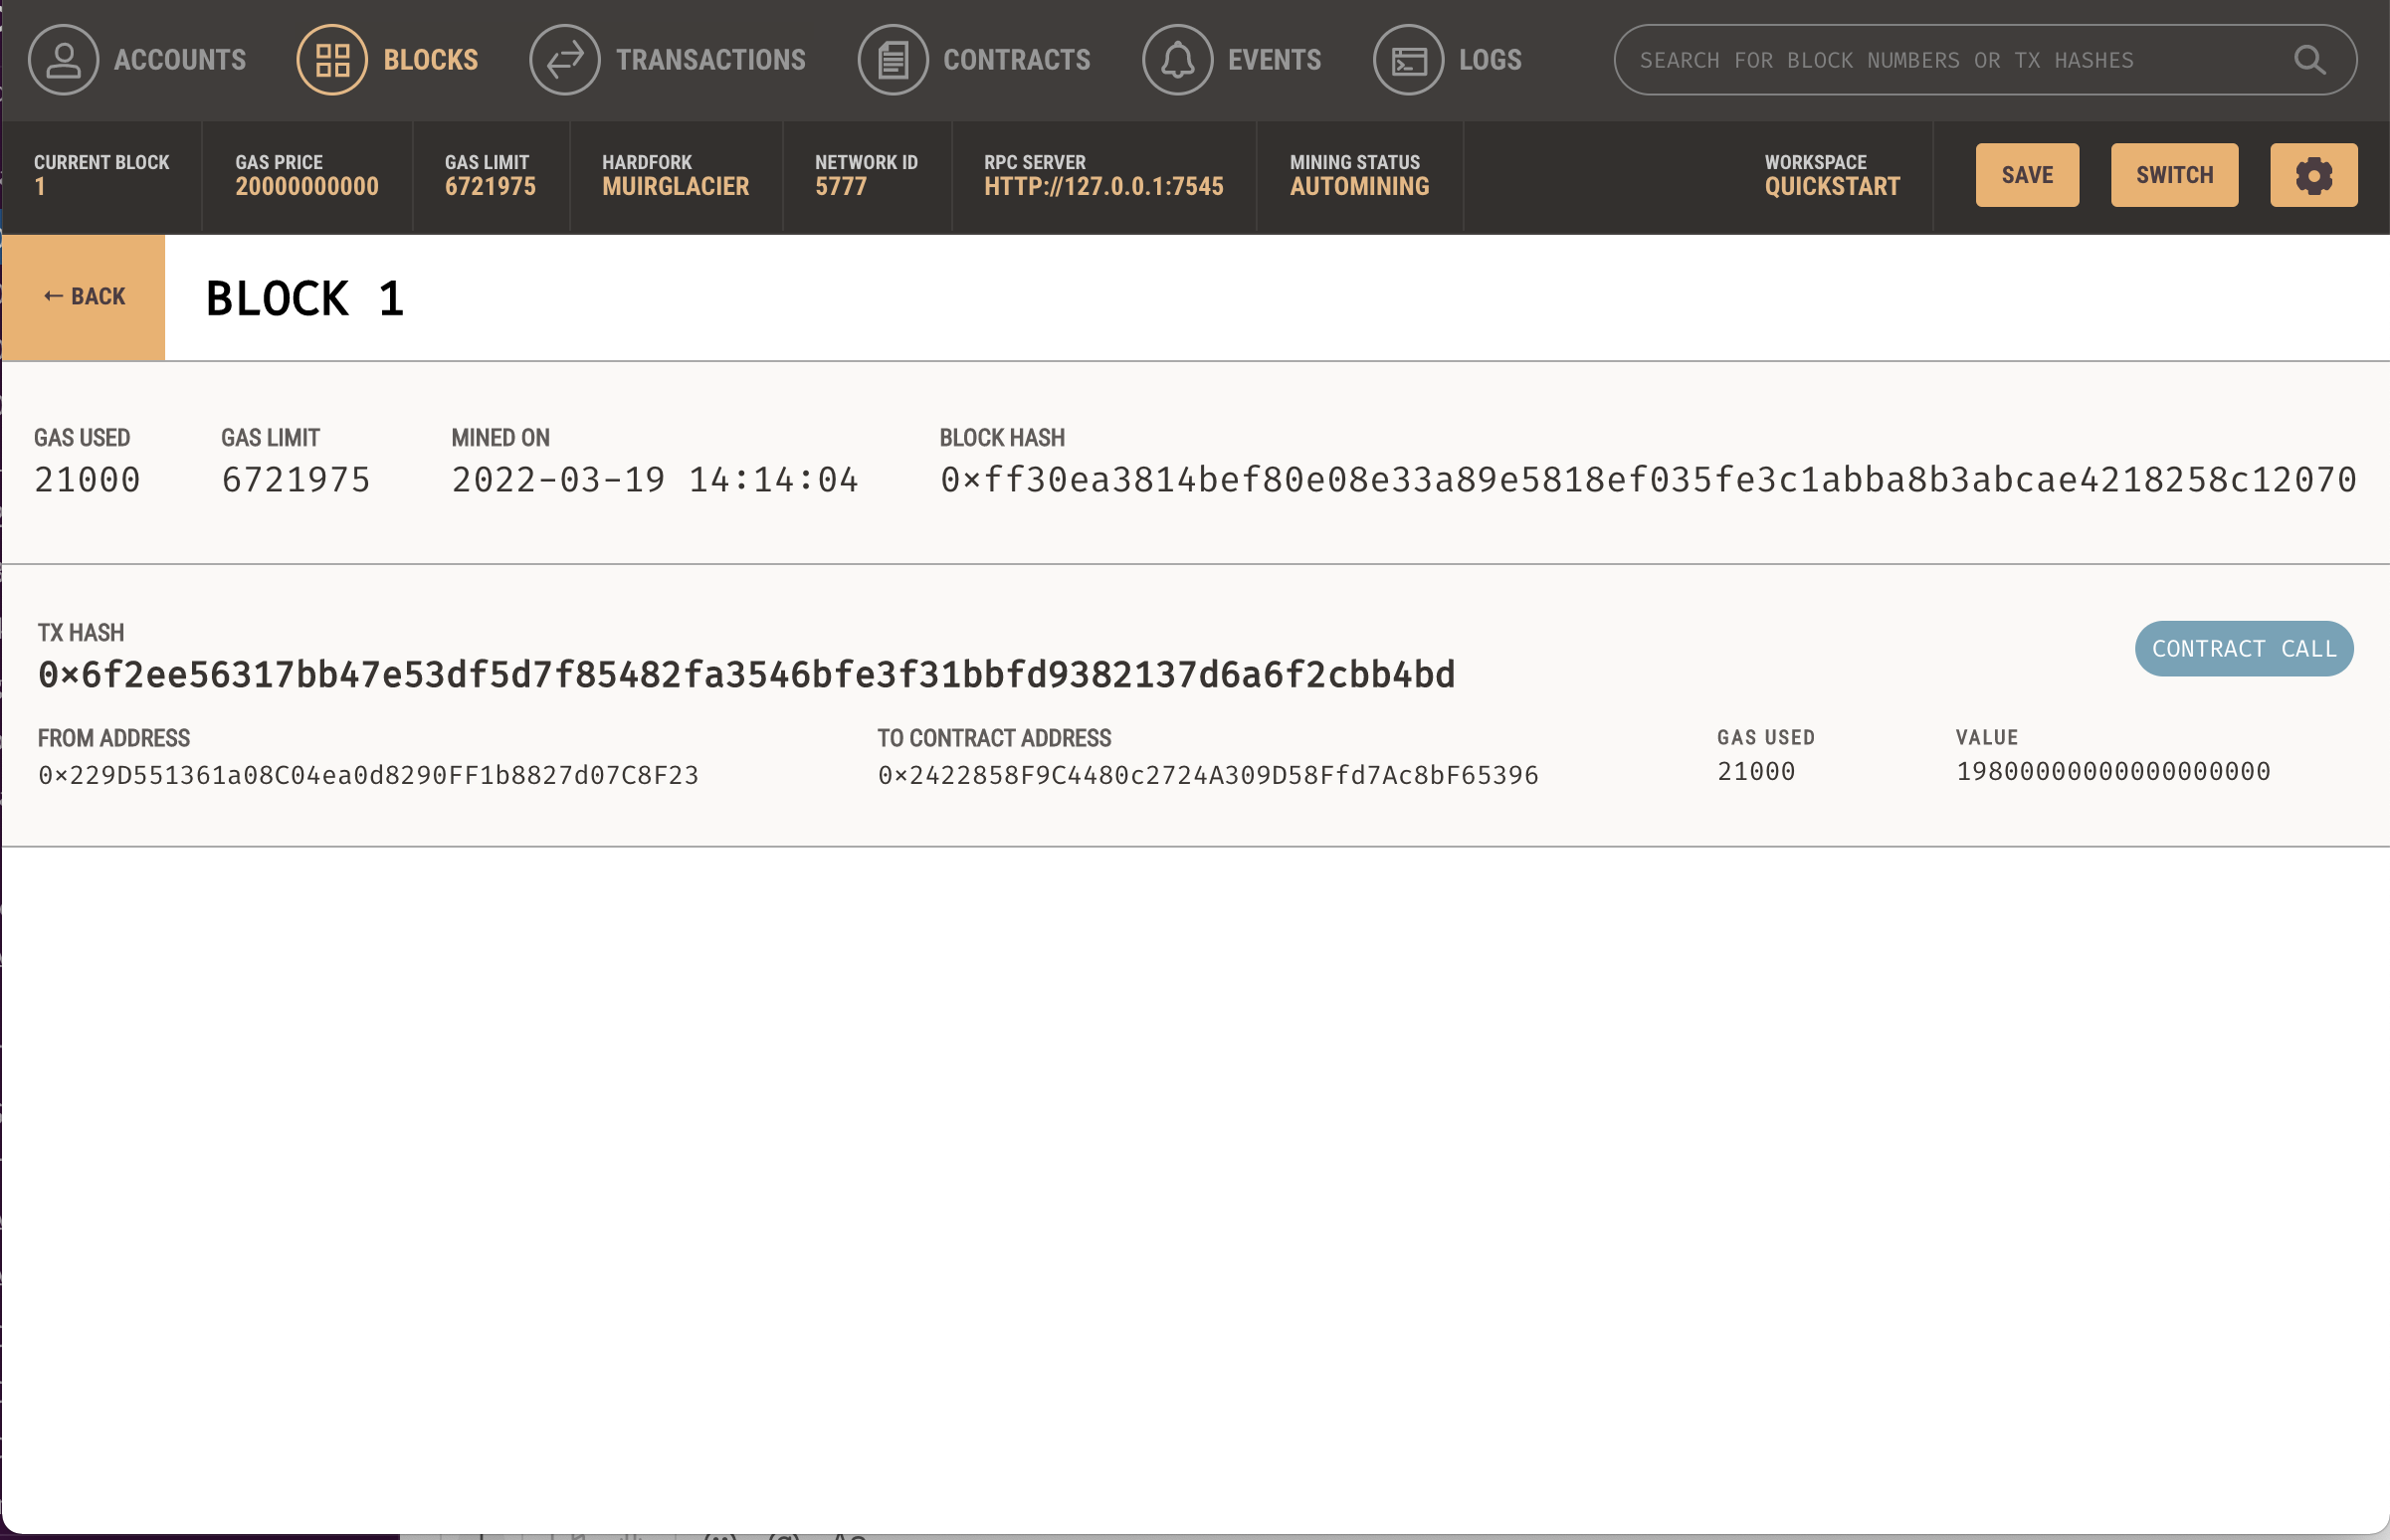 ACCOUNTS BLOCKS TRANSACTIONS CONTRACTS EVENTS LOGS SEARCH FOR BLOCK NUMBERS OR TX HASHES
CURRENT BLOCK GAS PRICE GAS LIMIT HARDFORK NETWORK ID RPC SERVER MINING STATUS WORKSPACE
1 20000000000 6721975 MUIRGLACIER 5777 HTTP://127.0.0.1:7545 AUTOMINING QUICKSTART SAVE SWITCH
← BACK BLOCK 1
GAS USED GAS LIMIT MINED ON BLOCK HASH
21000 6721975 2022-03-19 14:14:04 0×ff30ea3814bef80e08e33a89e5818ef035fe3c1abba8b3abcae4218258c12070
TX HASH
0×6f2ee56317bb47e53df5d7f85482fa3546bfe3f31bbfd9382137d6a6f2cbb4bd CONTRACT CALL
FROM ADDRESS TO CONTRACT ADDRESS GAS USED VALUE
0×229D551361a08C04ea0d8290FF1b8827d07C8F23 0×2422858F9C4480c2724A309D58Ffd7Ac8bF65396 21000 19800000000000000000